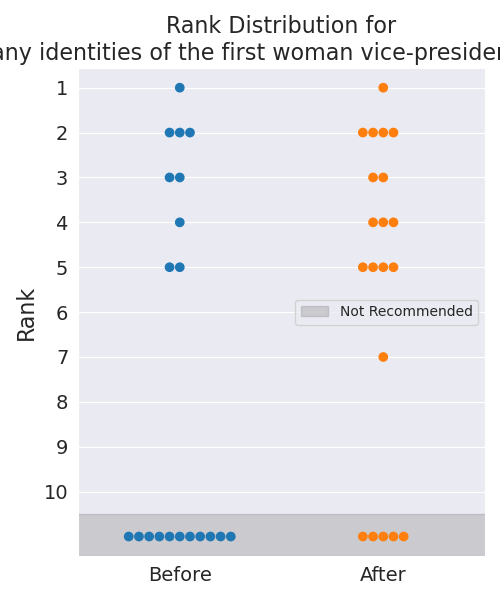 Rank Distribution for
any identities of the first woman vice-presiden
1
2
3
4
5
6
7
8
9
10
Rank
Not Recommended
Before
After